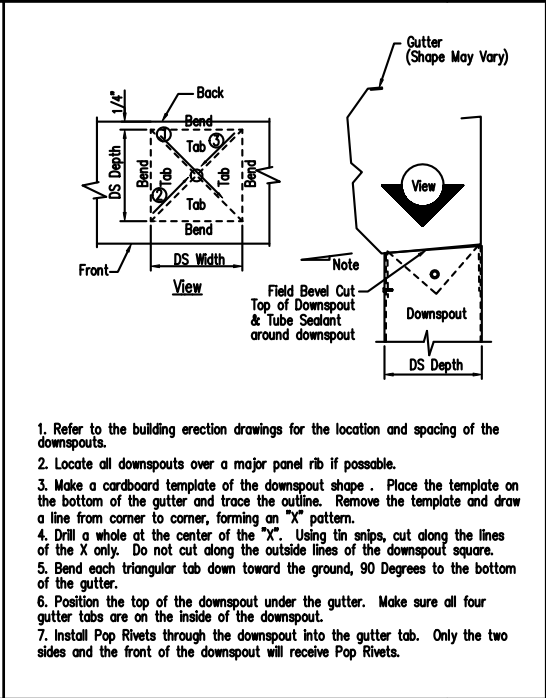 Gutter
(Shape May Vary)
1/4"
Back
Bend
1
3
Tab
DS Depth
Bend
Tab
Tab
Bend
View
2
Tab
Bend
DS Width
Front
View
Note
Field Bevel Cut
Top of Downspout
& Tube Sealant
around downspout
Downspout
DS Depth
1. Refer to the building erection drawings for the location and spacing of the
downspouts.
2. Locate all downspouts over a major panel rib if possable.
3. Make a cardboard template of the downspout shape . Place the template on
the bottom of the gutter and trace the outline. Remove the template and draw
a line from corner to corner, forming an "X" pattern.
4. Drill a whole at the center of the "X". Using tin snips, cut along the lines
of the X only. Do not cut along the outside lines of the downspout square.
5. Bend each triangular tab down toward the ground, 90 Degrees to the bottom
of the gutter.
6. Position the top of the downspout under the gutter. Make sure all four
gutter tabs are on the inside of the downspout.
7. Install Pop Rivets through the downspout into the gutter tab. Only the two
sides and the front of the downspout will receive Pop Rivets.